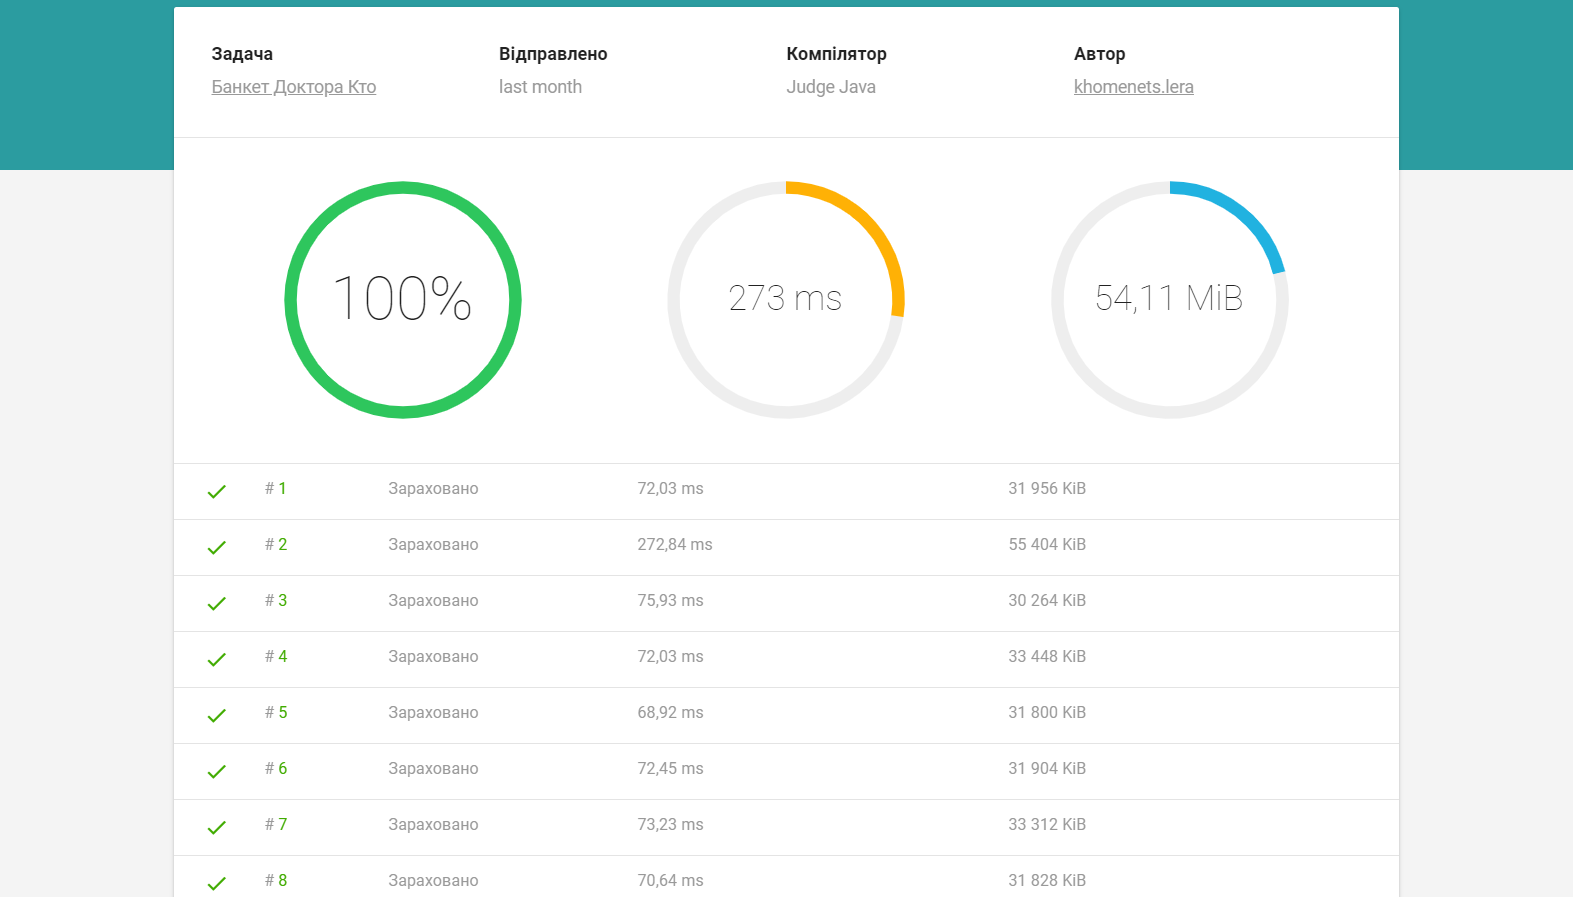 Задача Відправлено Компілятор Автор
Банкет Доктора Кто last month Judge Java khomenets.lera
100% 273 ms 54,11 MiB
# 1 Зараховано 72,03 ms 31 956 KiB
# 2 Зараховано 272,84 ms 55 404 KiB
# 3 Зараховано 75,93 ms 30 264 KiB
# 4 Зараховано 72,03 ms 33 448 KiB
# 5 Зараховано 68,92 ms 31 800 KiB
# 6 Зараховано 72,45 ms 31 904 KiB
# 7 Зараховано 73,23 ms 33 312 KiB
# 8 Зараховано 70,64 ms 31 828 KiB